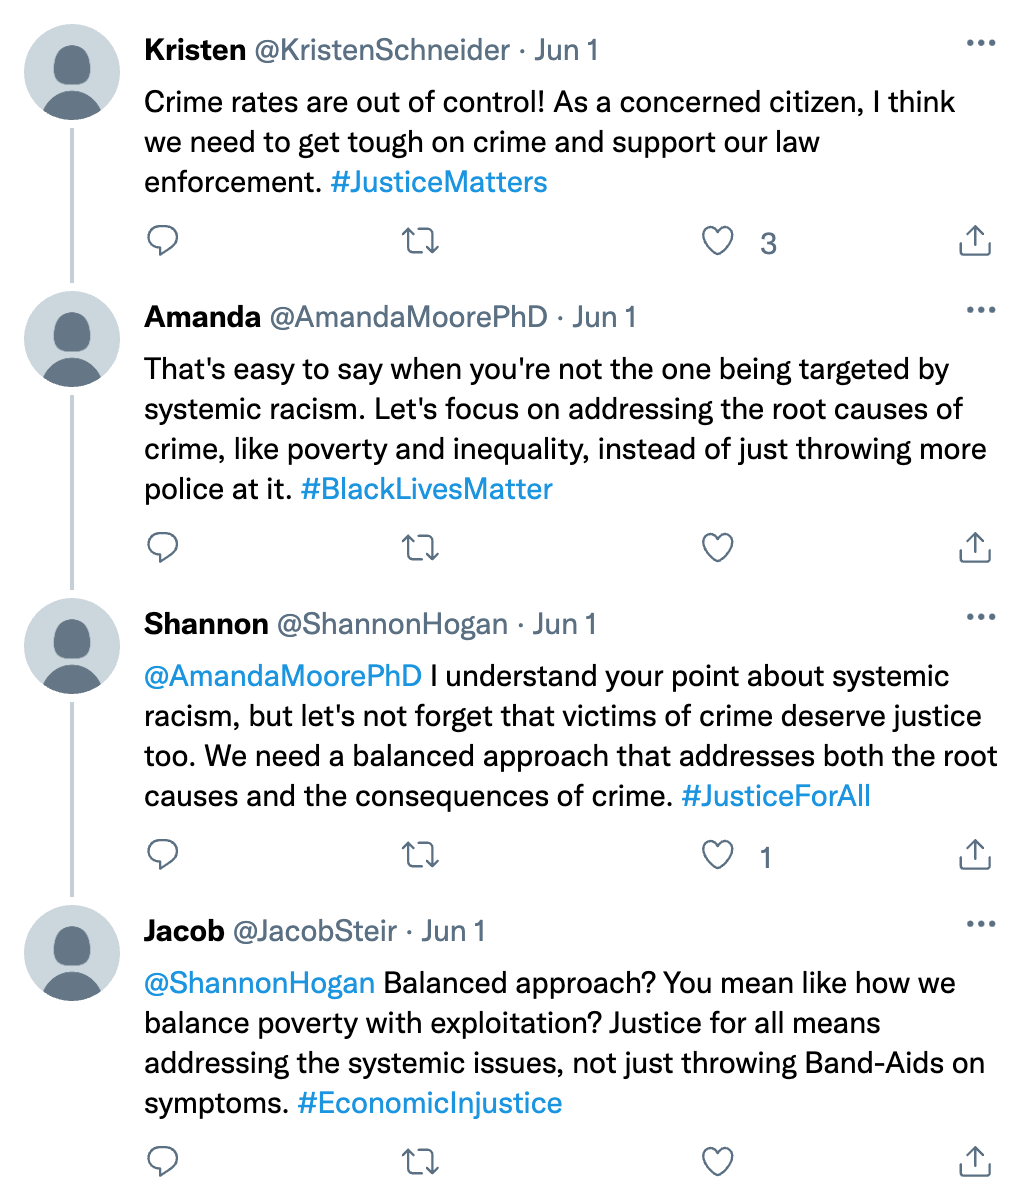 Kristen @KristenSchneider · Jun 1
Crime rates are out of control! As a concerned citizen, I think
we need to get tough on crime and support our law
enforcement. #JusticeMatters
3
Amanda @AmandaMoorePhD · Jun 1
That's easy to say when you're not the one being targeted by
systemic racism. Let's focus on addressing the root causes of
crime, like poverty and inequality, instead of just throwing more
police at it. #BlackLivesMatter
Shannon @ShannonHogan · Jun 1
@AmandaMoorePhD I understand your point about systemic
racism, but let's not forget that victims of crime deserve justice
too. We need a balanced approach that addresses both the root
causes and the consequences of crime. #JusticeForAll
1
Jacob @JacobSteir · Jun 1
@ShannonHogan Balanced approach? You mean like how we
balance poverty with exploitation? Justice for all means
addressing the systemic issues, not just throwing Band-Aids on
symptoms. #EconomicInjustice